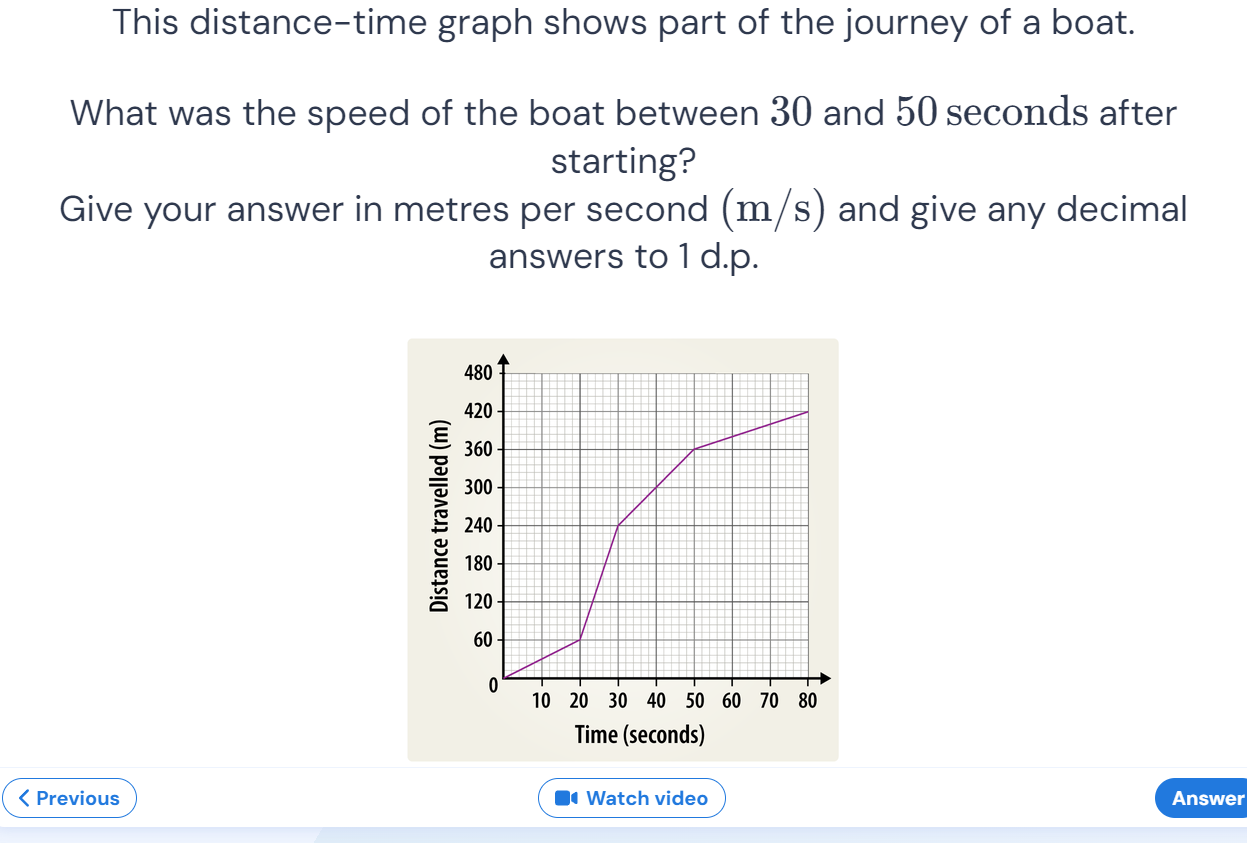 This distance-time graph shows part of the journey of a boat.
What was the speed of the boat between 30 and 50 seconds after
starting?
Give your answer in metres per second (m/s) and give any decimal
answers to 1 d.p.
480
420
360
300
240
180
120
60
0
Distance travelled (m)
10 20 30 40 50 60 70 80
Time (seconds)
Previous
Watch video
Answer